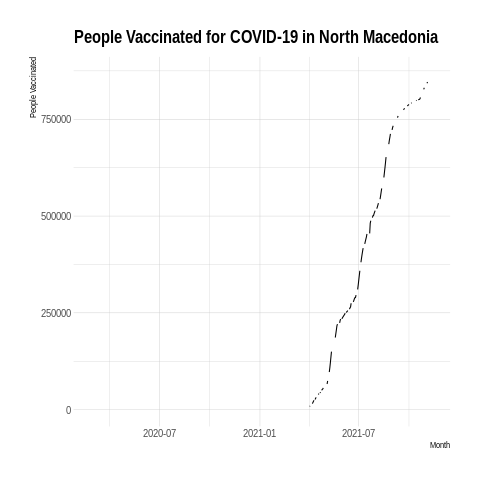 People Vaccinated for COVID-19 in North Macedonia
People Vaccinated
750000
500000
250000
0
2020-07 2021-01 2021-07
Month